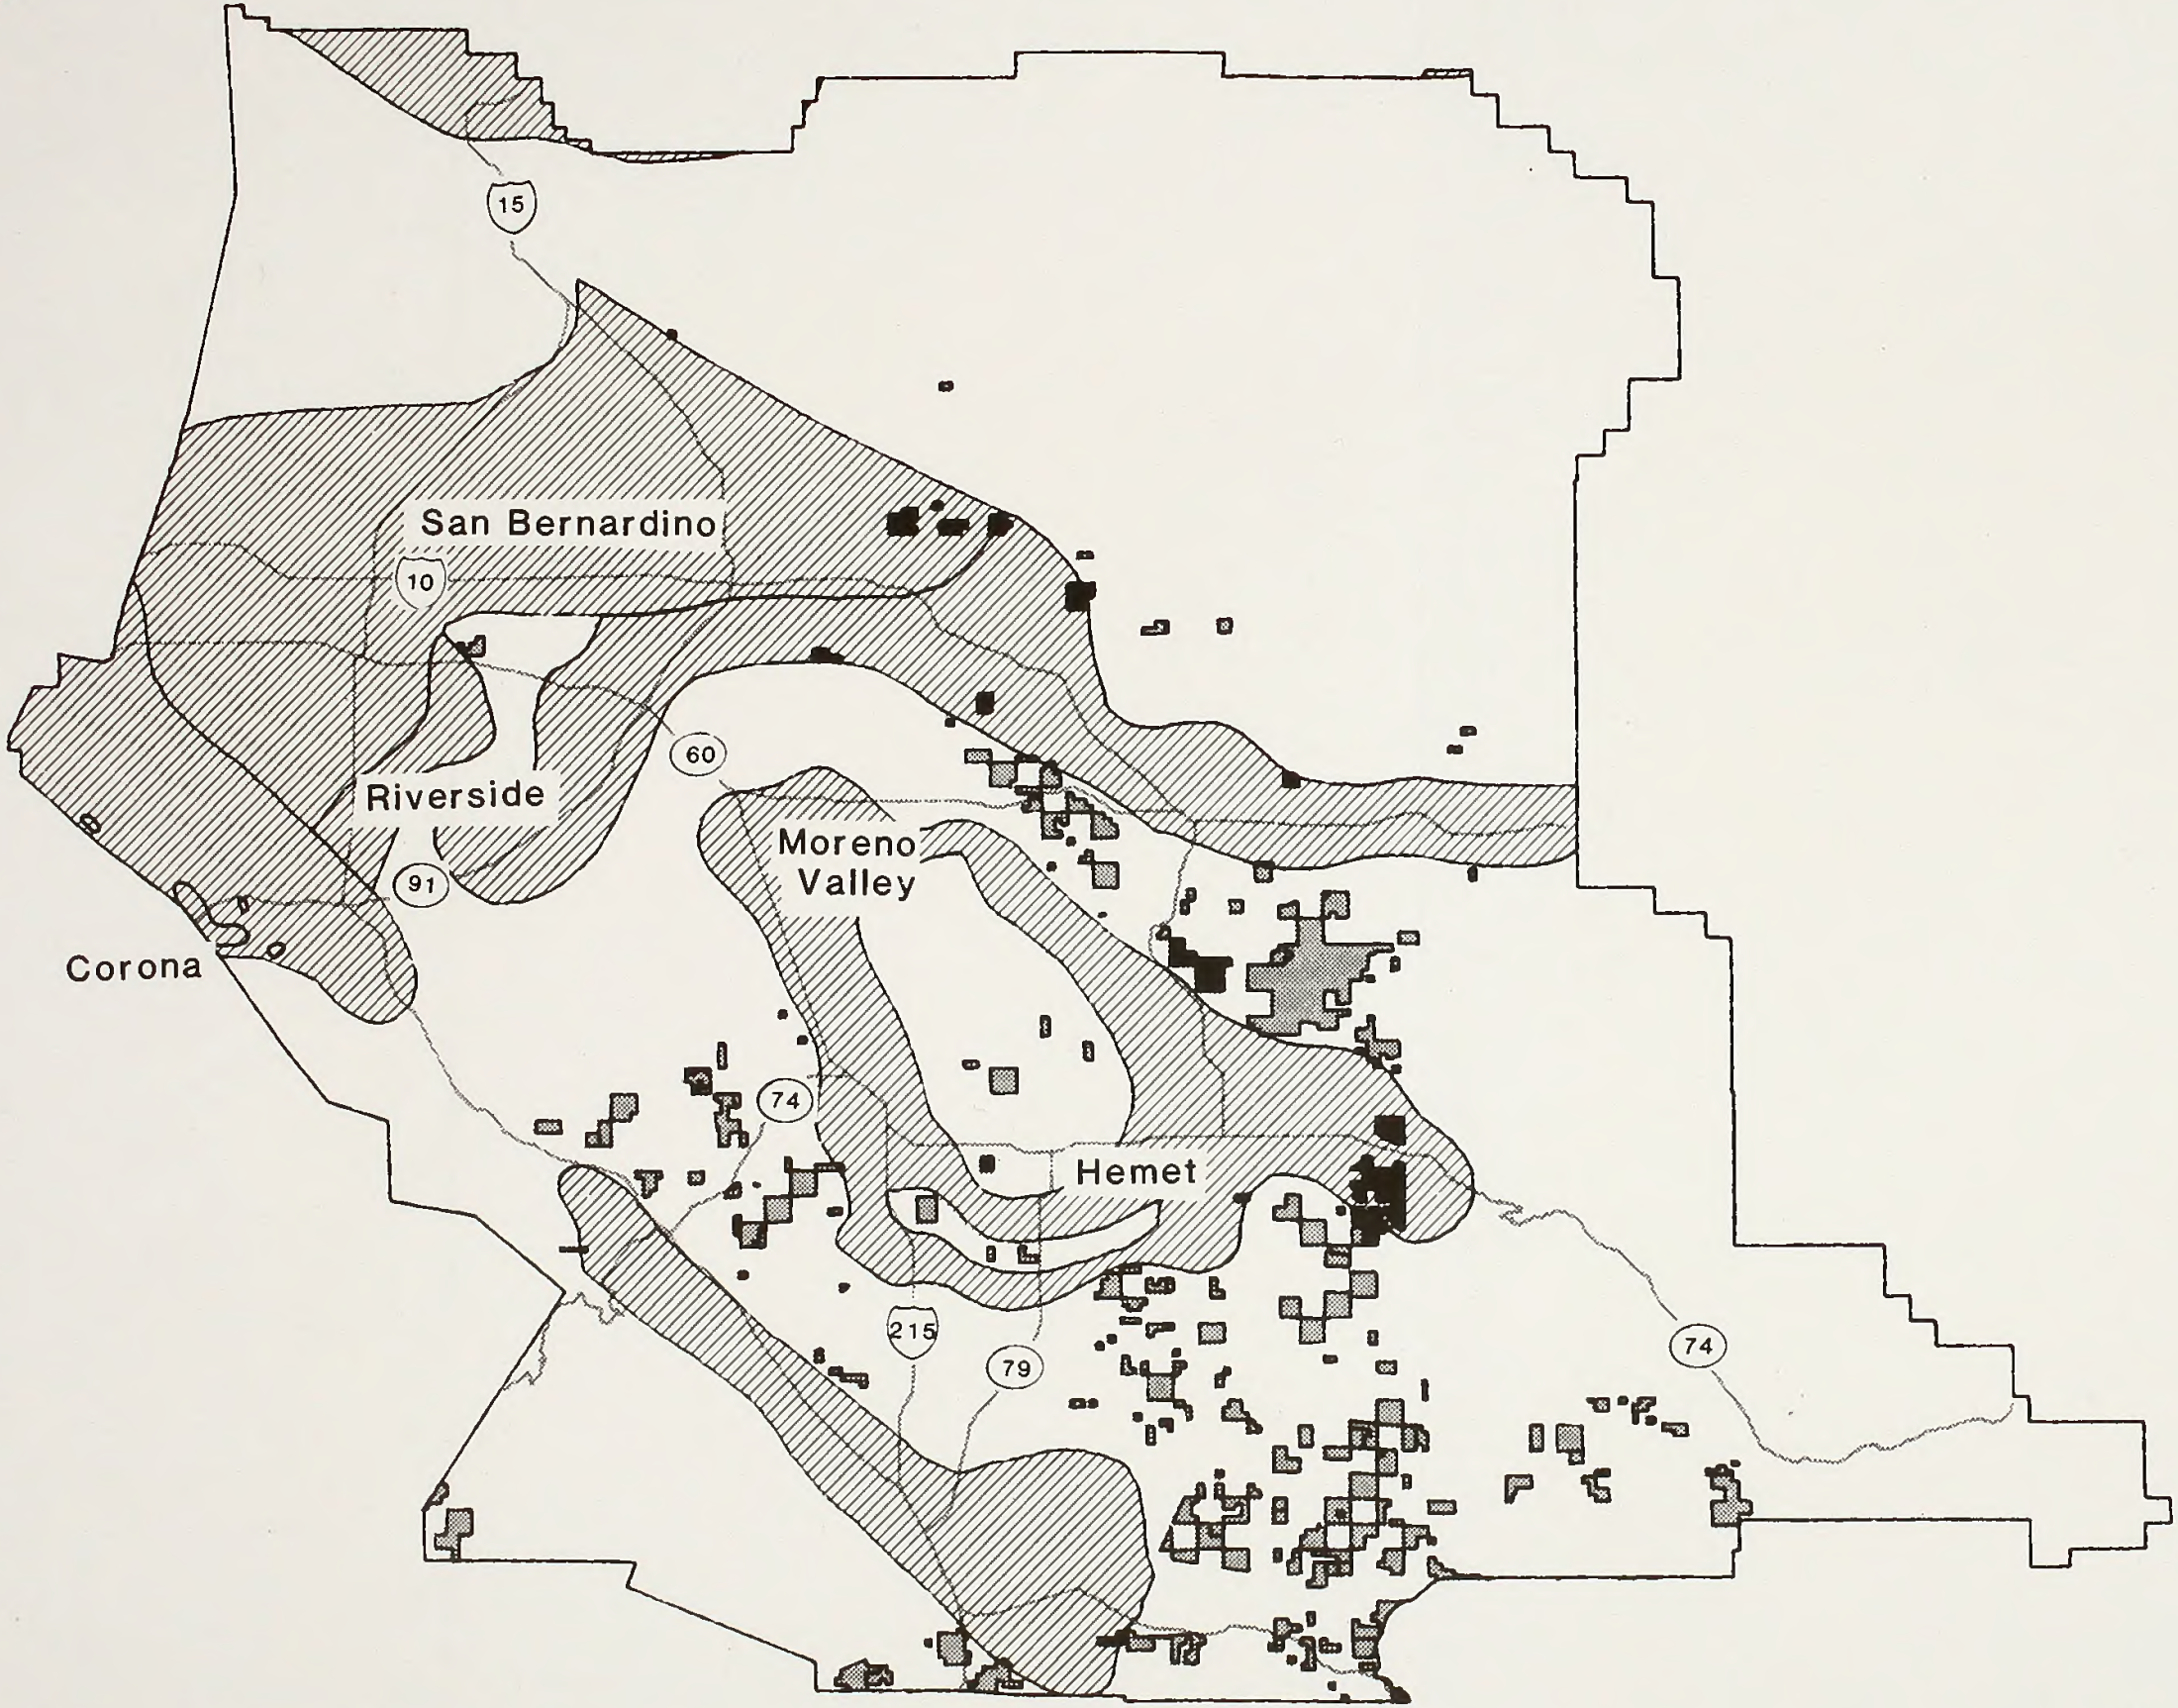 15
San Bernardino
10
60
Riverside
Moreno
Valley
91
Corona
74
Hemet
215
79
74